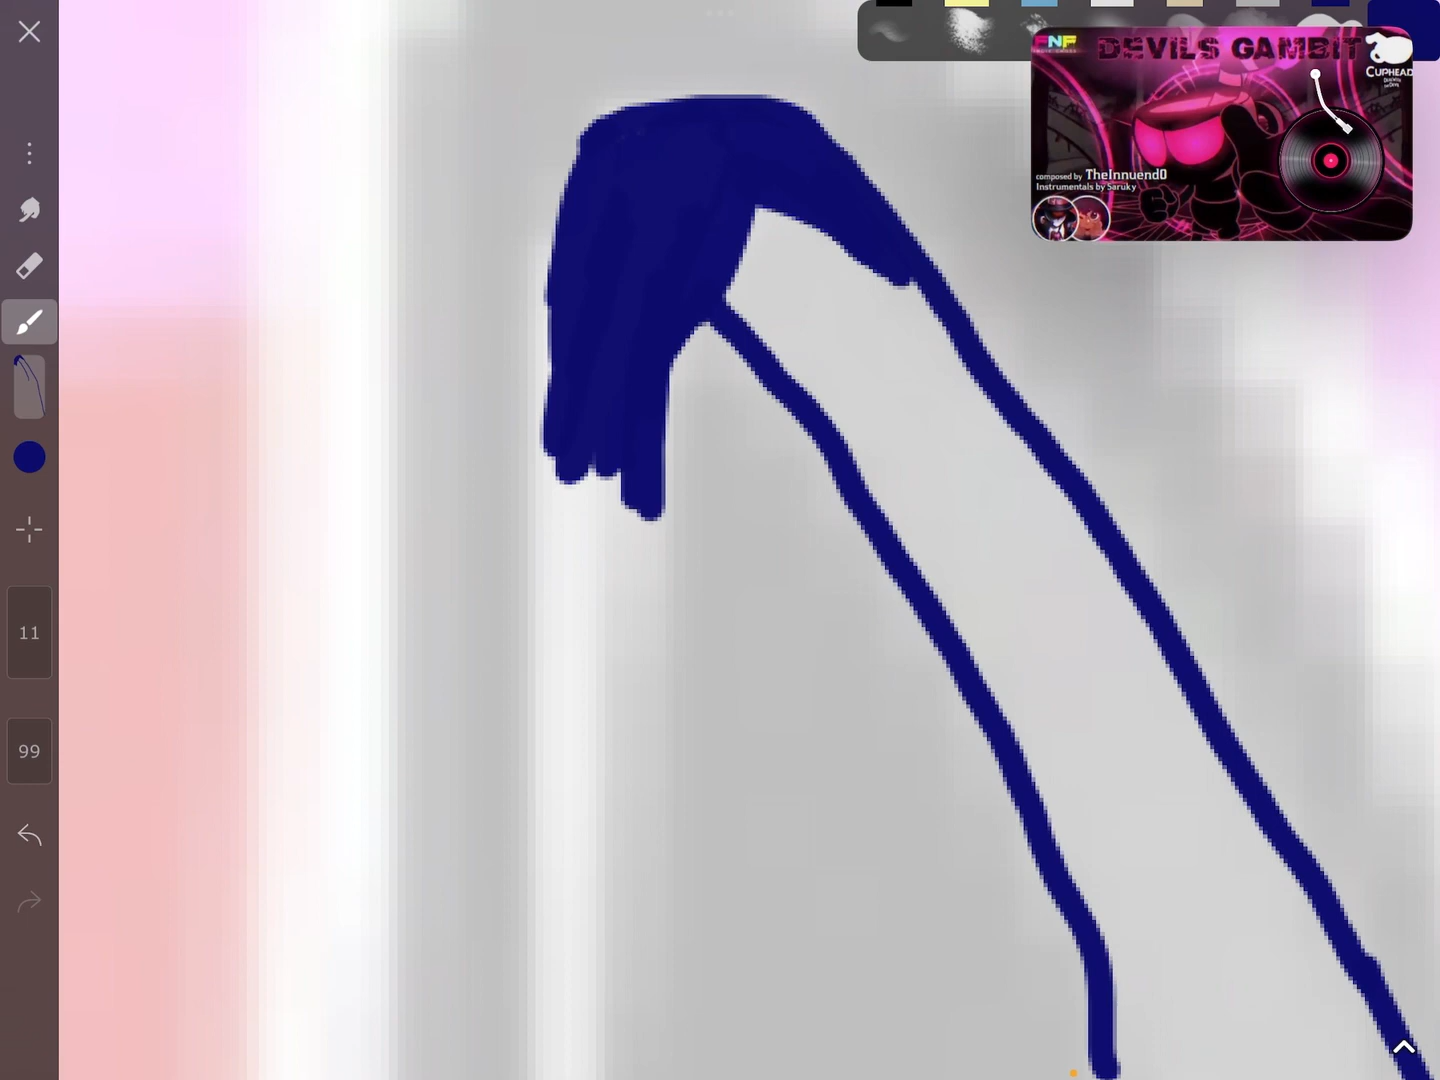 FNF
DEVILS GAMBIT
CUPHEAD
composed by TheInnuend0
Instrumentals by Saruky
11
99